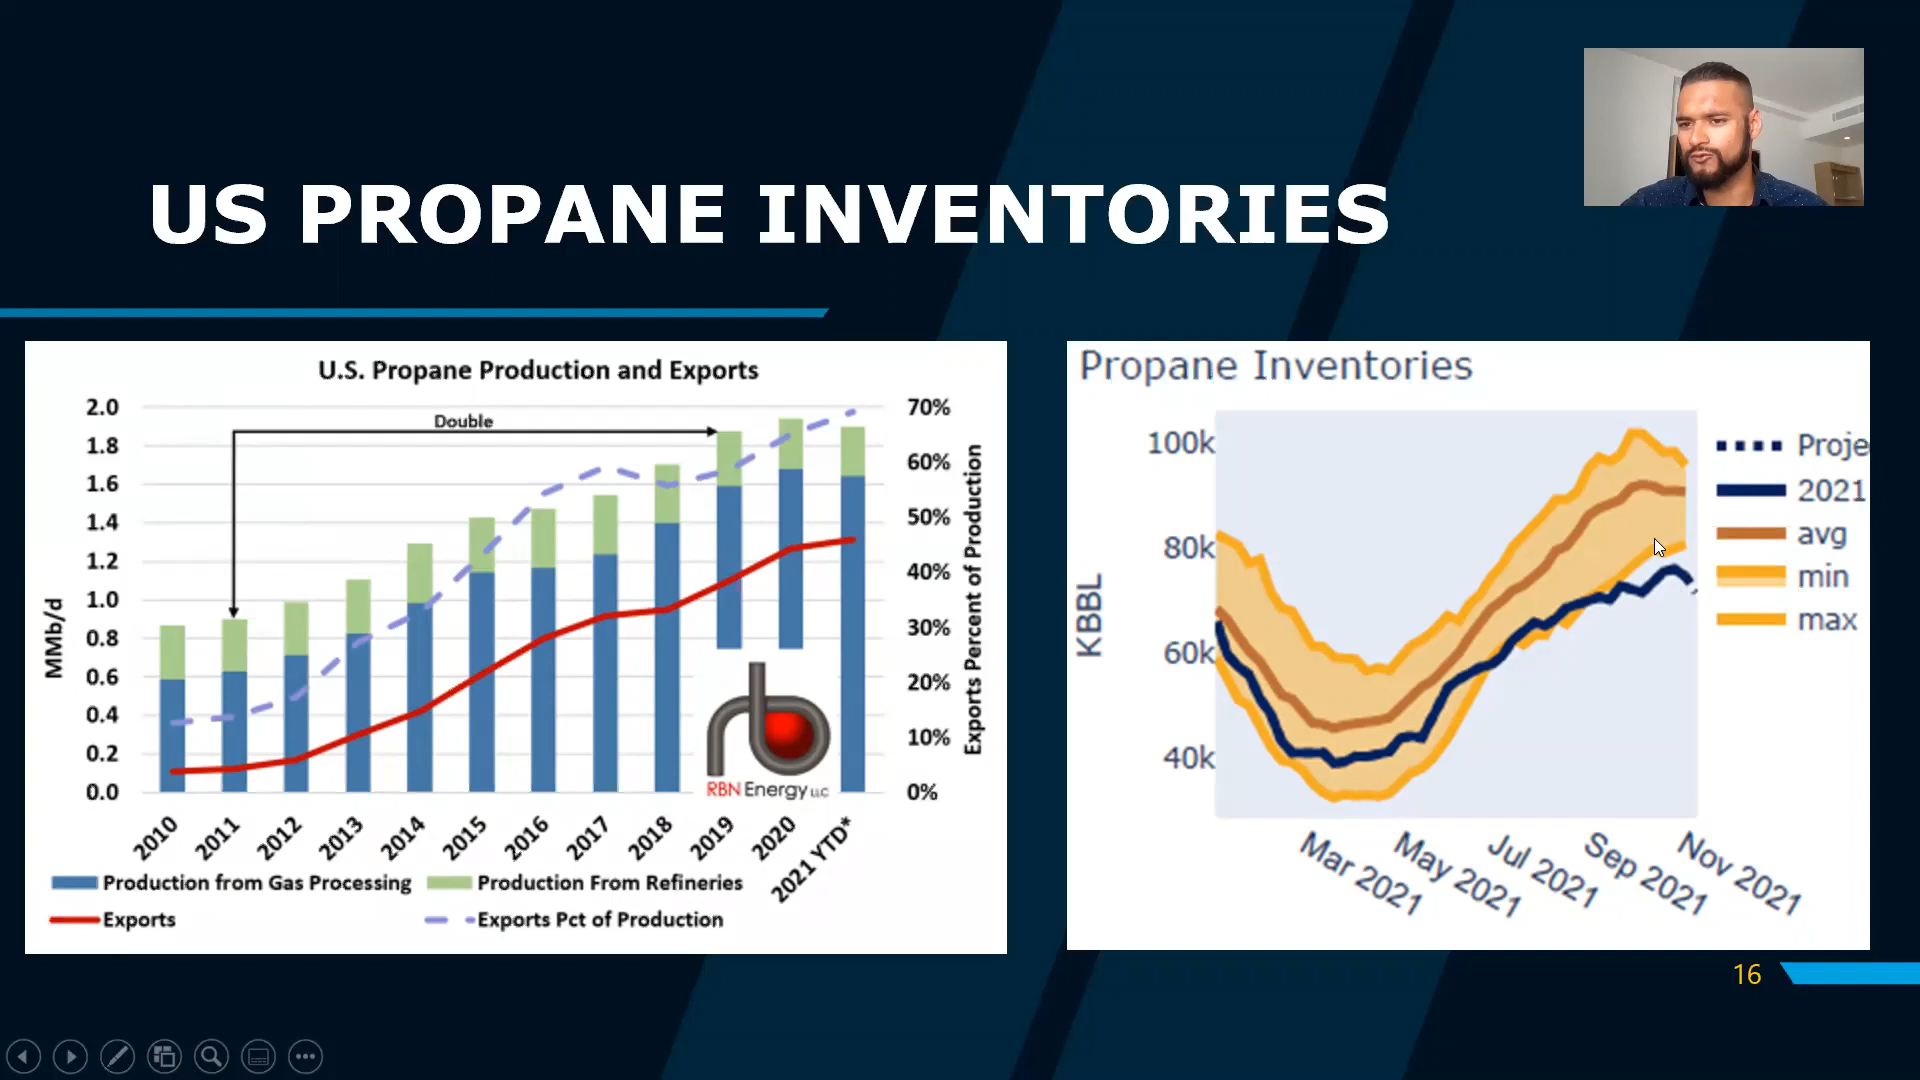 US PROPANE INVENTORIES
U.S. Propane Production and Exports
2.0
1.8
1.6
1.4
1.2
1.0
0.8
0.6
0.4
0.2
0.0
MMb/d
Double
70%
60%
50%
40%
30%
20%
10%
0%
Exports Percent of Production
RBN Energy LLC
2010
2011
2012
2013
2014
2015
2016
2017
2018
2019
2020
2021 YTD*
Production from Gas Processing
Production From Refineries
Exports
Exports Pct of Production
Propane Inventories
100k
80k
60k
40k
KBBL
Mar 2021
May 2021
Jul 2021
Sep 2021
Nov 2021
Proje
2021
avg
min
max
16